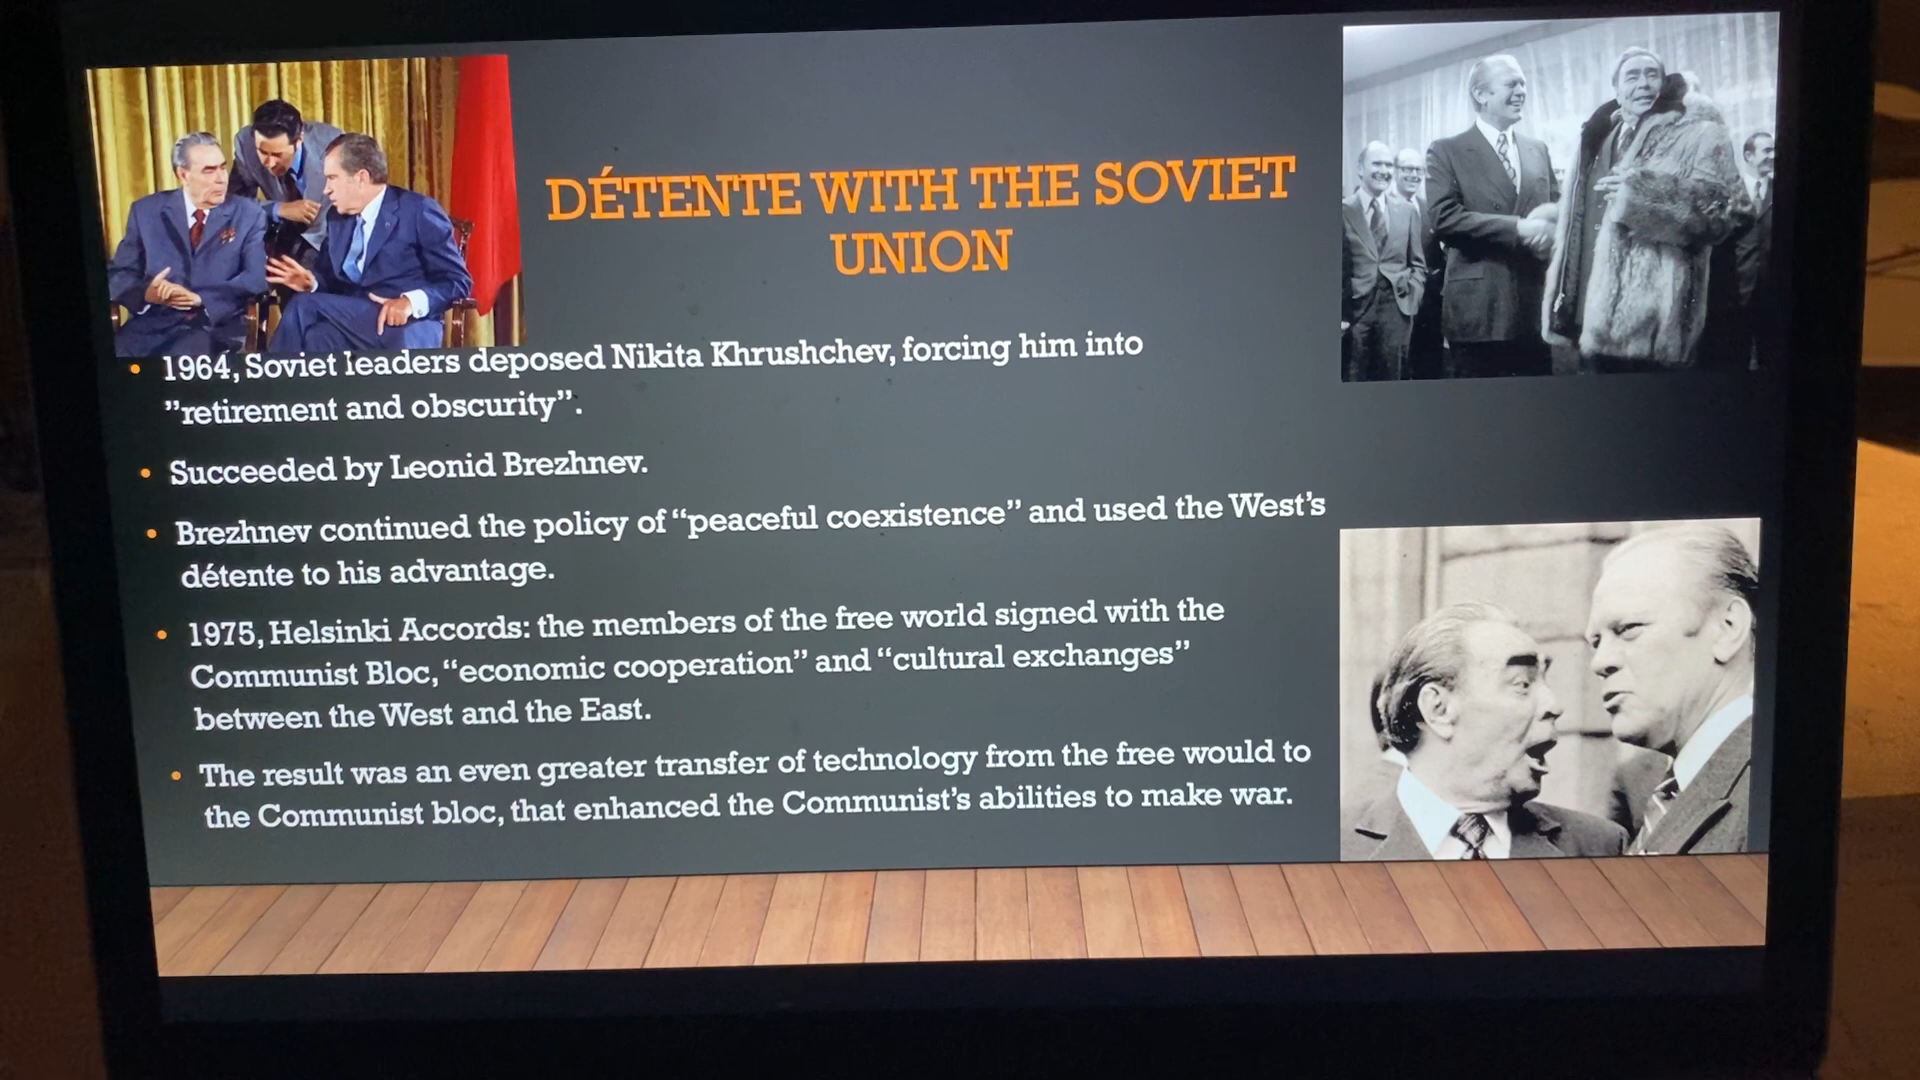 DÉTENTE WITH THE SOVIET
UNION
• 1964, Soviet leaders deposed Nikita Khrushchev, forcing him into
”retirement and obscurity”.
• Succeeded by Leonid Brezhnev.
• Brezhnev continued the policy of “peaceful coexistence” and used the West’s
détente to his advantage.
• 1975, Helsinki Accords: the members of the free world signed with the
Communist Bloc, “economic cooperation” and “cultural exchanges”
between the West and the East.
• The result was an even greater transfer of technology from the free would to
the Communist bloc, that enhanced the Communist’s abilities to make war.